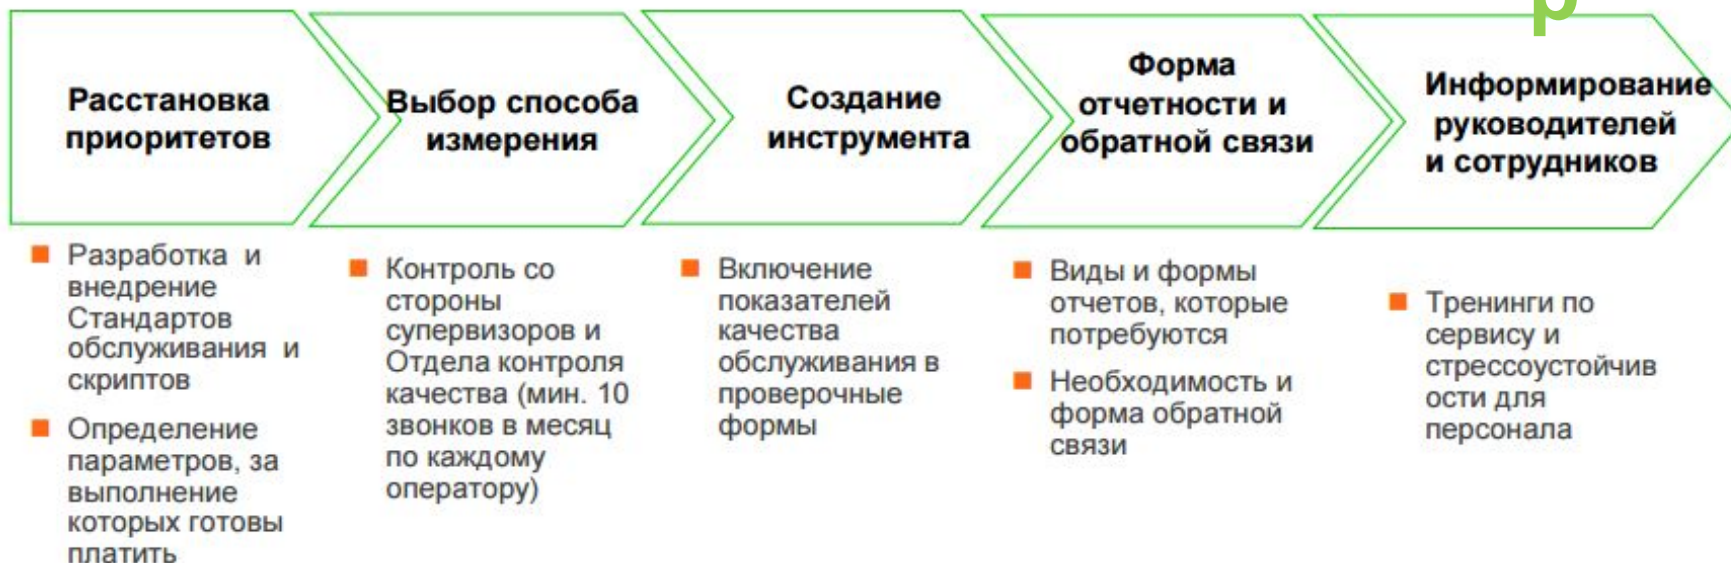 р
Расстановка
приоритетов
Выбор способа
измерения
Создание
инструмента
Форма
отчетности и
обратной связи
Информирование
руководителей
и сотрудников
Разработка и
внедрение
Стандартов
обслуживания и
скриптов
Определение
параметров, за
выполнение
которых готовы
платить
Контроль со
стороны
супервизоров и
Отдела контроля
качества (мин. 10
звонков в месяц
по каждому
оператору)
Включение
показателей
качества
обслуживания в
проверочные
формы
Виды и формы
отчетов, которые
потребуются
Необходимость и
форма обратной
связи
Тренинги по
сервису и
стрессоустойчив
ости для
персонала